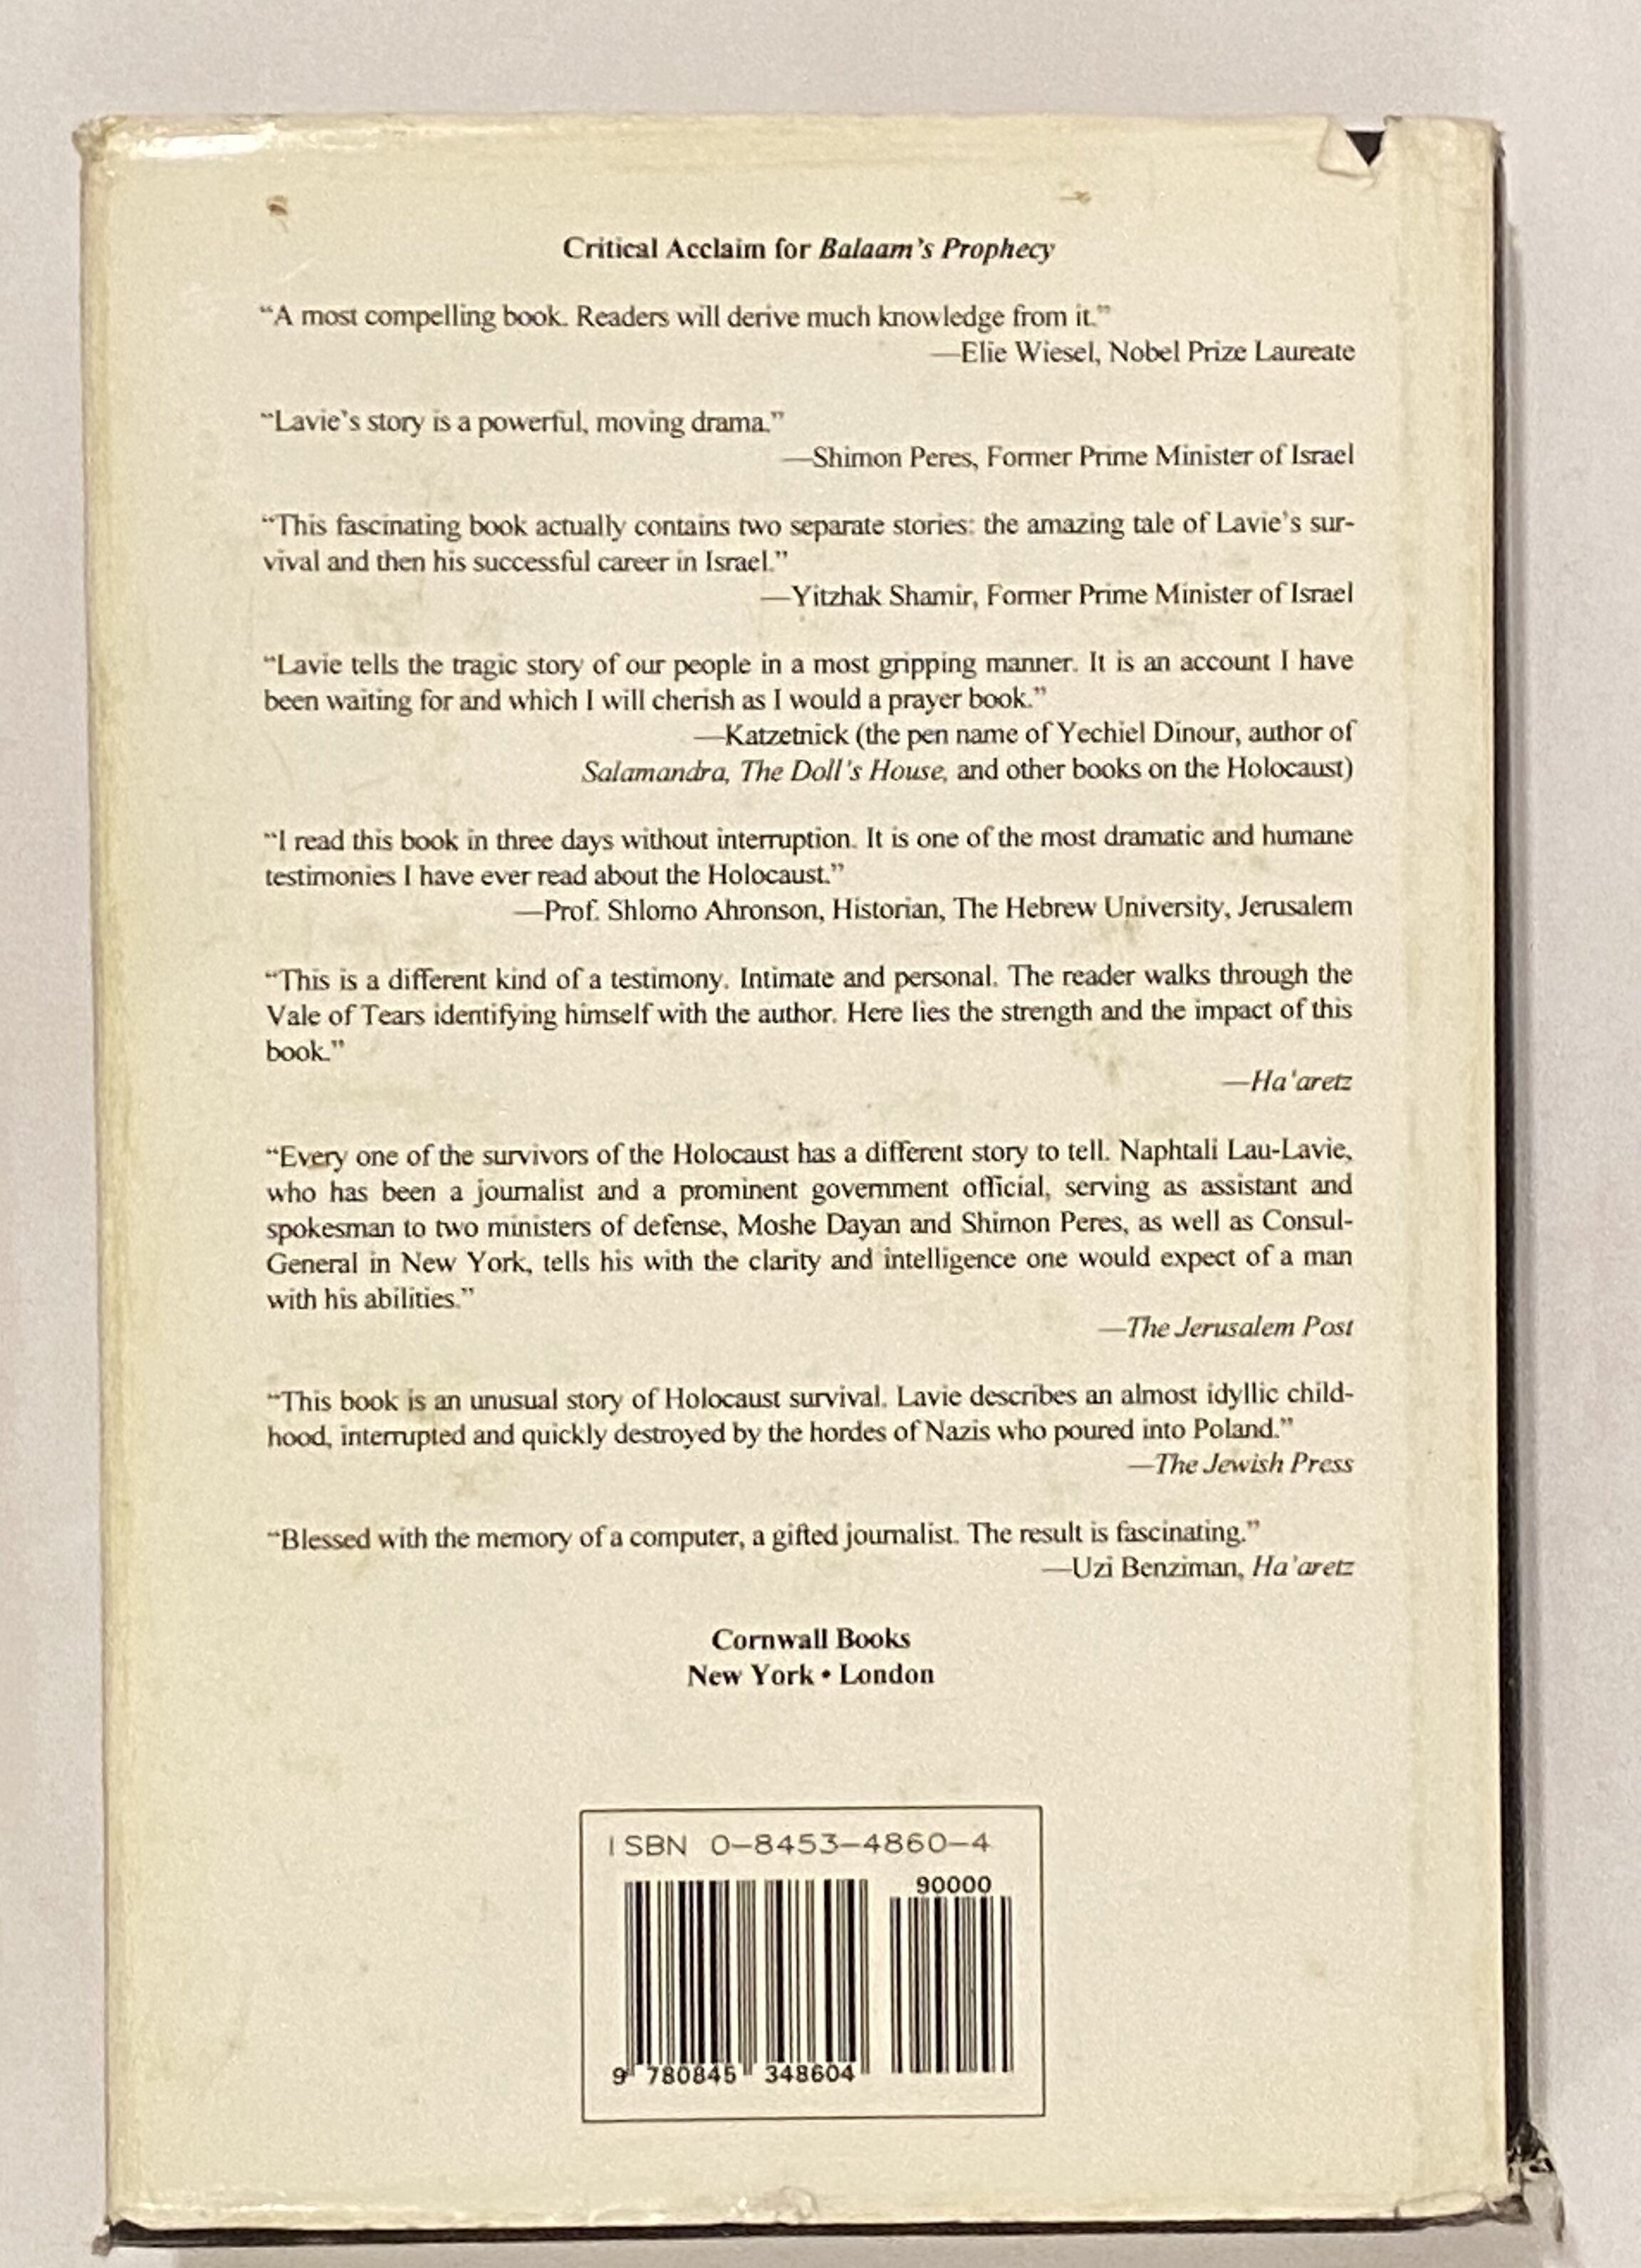 Critical Acclaim for Balaam's Prophecy
“A most compelling book. Readers will derive much knowledge from it.”
—Elie Wiesel, Nobel Prize Laureate
“Lavie's story is a powerful, moving drama.”
—Shimon Peres, Former Prime Minister of Israel
“This fascinating book actually contains two separate stories: the amazing tale of Lavie's sur-
vival and then his successful career in Israel.”
—Yitzhak Shamir, Former Prime Minister of Israel
“Lavie tells the tragic story of our people in a most gripping manner. It is an account I have
been waiting for and which I will cherish as I would a prayer book.”
—Katzetnick (the pen name of Yechiel Dinour, author of
Salamandra, The Doll's House, and other books on the Holocaust)
“I read this book in three days without interruption. It is one of the most dramatic and humane
testimonies I have ever read about the Holocaust.”
—Prof. Shlomo Ahronson, Historian, The Hebrew University, Jerusalem
“This is a different kind of a testimony. Intimate and personal. The reader walks through the
Vale of Tears identifying himself with the author. Here lies the strength and the impact of this
book.”
—Ha'aretz
“Every one of the survivors of the Holocaust has a different story to tell. Naphtali Lau-Lavie,
who has been a journalist and a prominent government official, serving as assistant and
spokesman to two ministers of defense, Moshe Dayan and Shimon Peres, as well as Consul-
General in New York, tells his with the clarity and intelligence one would expect of a man
with his abilities.”
—The Jerusalem Post
“This book is an unusual story of Holocaust survival. Lavie describes an almost idyllic child-
hood, interrupted and quickly destroyed by the hordes of Nazis who poured into Poland.”
—The Jewish Press
“Blessed with the memory of a computer, a gifted journalist. The result is fascinating.”
—Uzi Benziman, Ha'aretz
Cornwall Books
New York • London
ISBN 0-8453-4860-4
90000
9 780845 348604